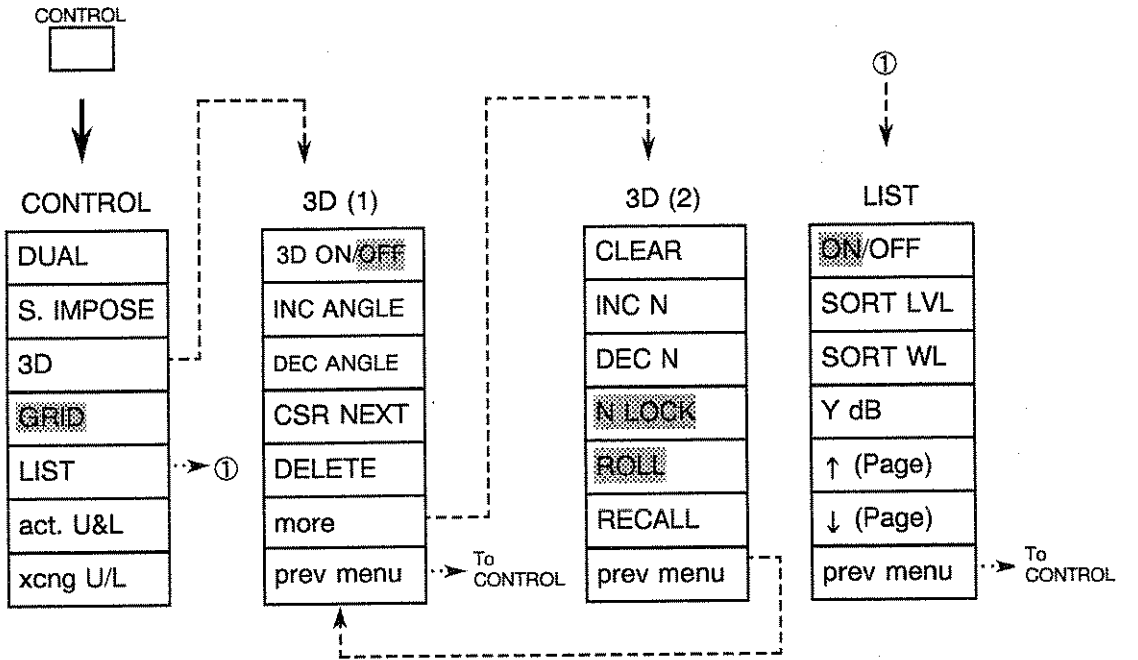 CONTROL
①
CONTROL
DUAL
S. IMPOSE
3D
GRID
LIST
①
act. U&L
xcng U/L
3D (1)
3D ON/OFF
INC ANGLE
DEC ANGLE
CSR NEXT
DELETE
more
prev menu
To
CONTROL
3D (2)
CLEAR
INC N
DEC N
N LOCK
ROLL
RECALL
prev menu
LIST
ON/OFF
SORT LVL
SORT WL
Y dB
↑ (Page)
↓ (Page)
prev menu
To
CONTROL